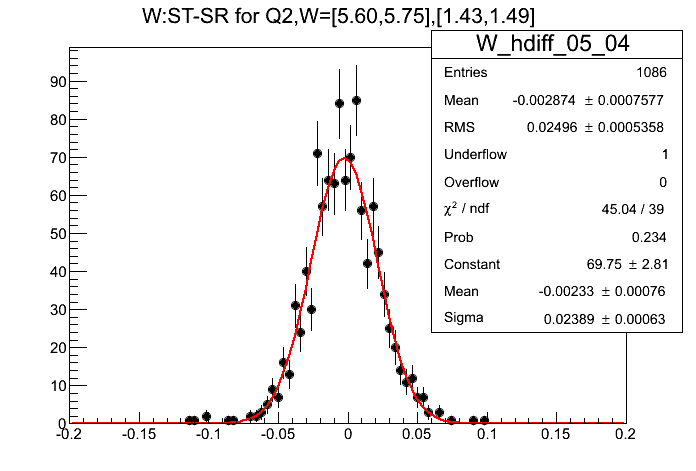 W:ST-SR for Q2,W=[5.60,5.75],[1.43,1.49]
W_hdiff_05_04
Entries 1086
Mean -0.002874 ± 0.0007577
RMS 0.02496 ± 0.0005358
Underflow 1
Overflow 0
χ² / ndf 45.04 / 39
Prob 0.234
Constant 69.75 ± 2.81
Mean -0.00233 ± 0.00076
Sigma 0.02389 ± 0.00063
90
80
70
60
50
40
30
20
10
0
-0.2 -0.15 -0.1 -0.05 0 0.05 0.1 0.15 0.2